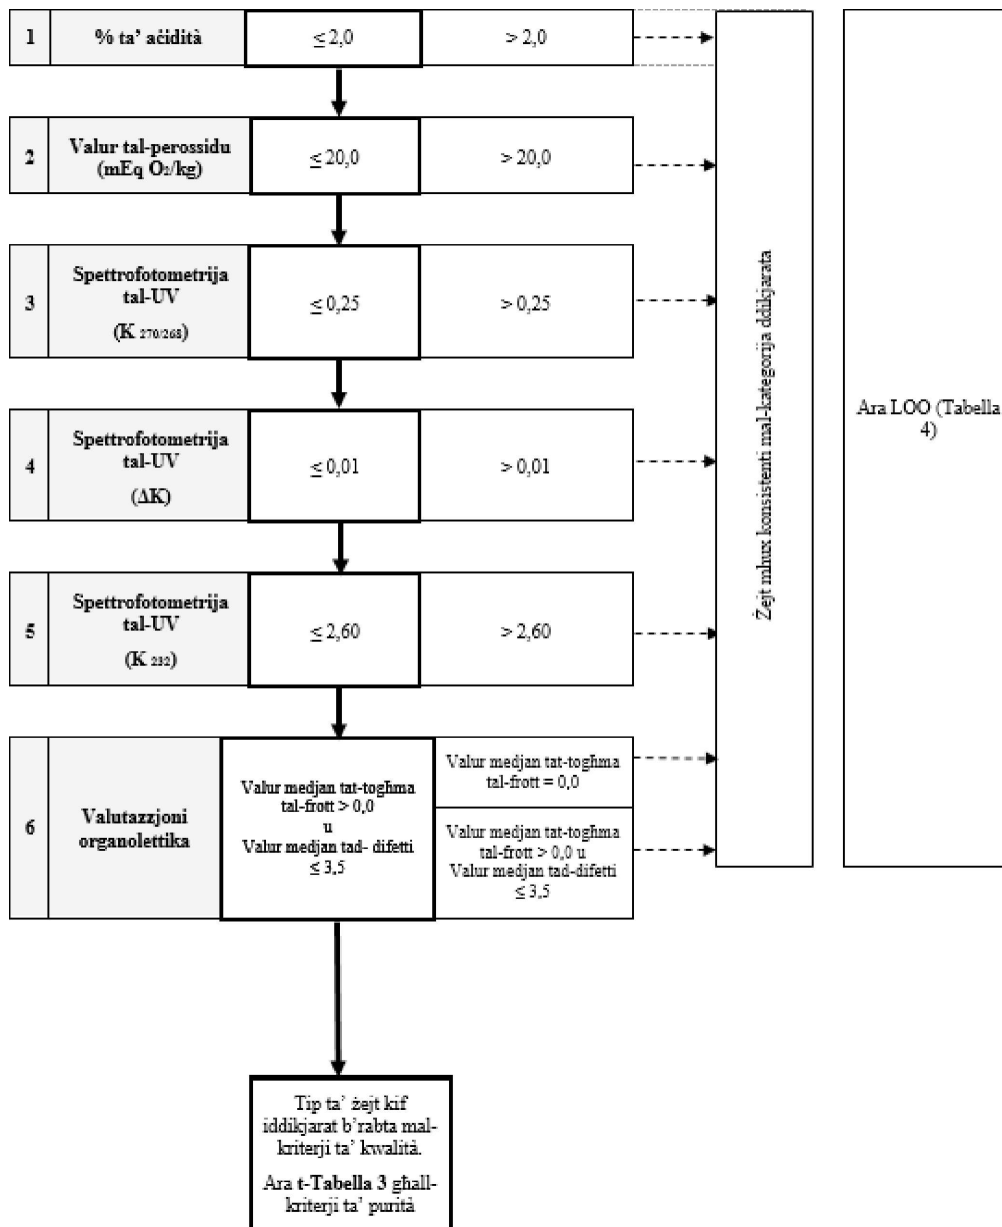 1 % ta’ aċidità ≤ 2,0 > 2,0
2 Valur tal-perossidu
(mEq O₂/kg) ≤ 20,0 > 20,0
3 Spettrofotometrija
tal-UV
(K 270/268) ≤ 0,25 > 0,25
4 Spettrofotometrija
tal-UV
(ΔK) ≤ 0,01 > 0,01
5 Spettrofotometrija
tal-UV
(K 232) ≤ 2,60 > 2,60
6 Valutazzjoni
organolettika
Valur medjan tat-togħma
tal-frott > 0,0
u
Valur medjan tad- difetti
≤ 3,5
Valur medjan tat-togħma
tal-frott = 0,0
Valur medjan tat-togħma
tal-frott > 0,0 u
Valur medjan tad-difetti
≤ 3,5
Żejt mhux konsistenti mal-kategorija ddikjarata
Ara LOO (Tabella
4)
Tip ta’ żejt kif
iddikjarat b’rabta mal-
kriterji ta’ kwalità.
Ara t-Tabella 3 għall-
kriterji ta’ purità